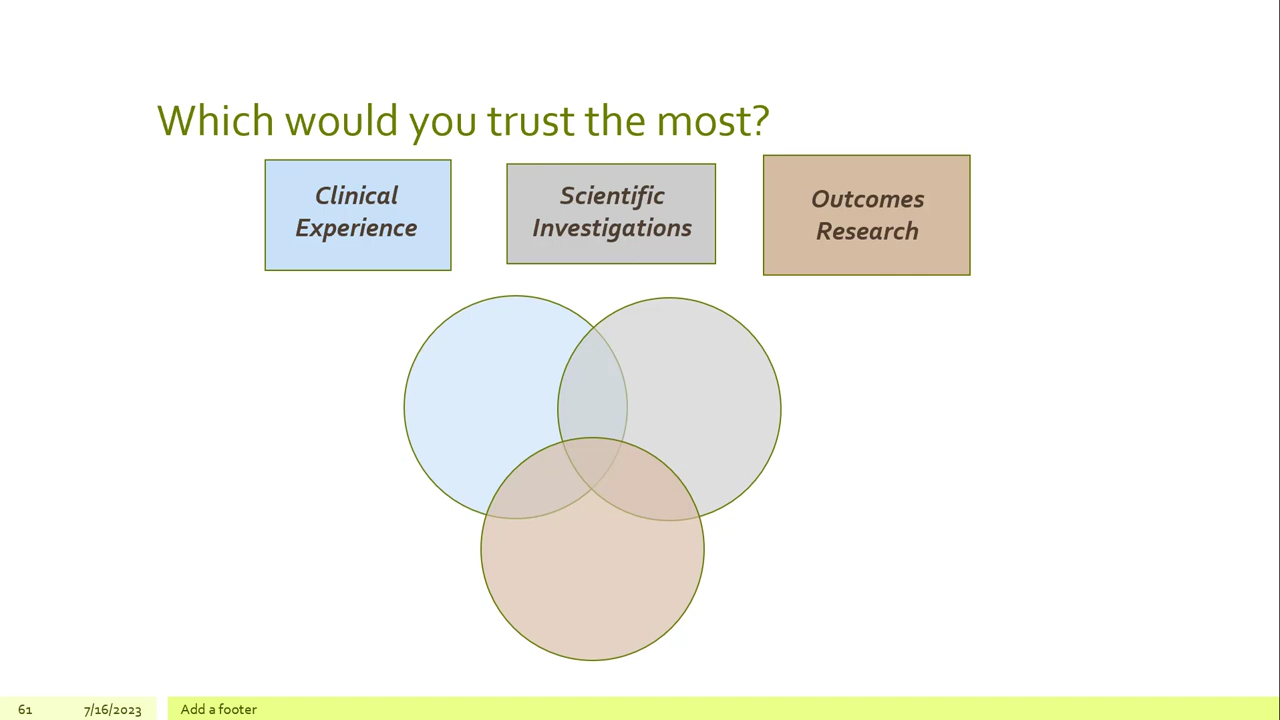 Which would you trust the most?
Clinical
Experience
Scientific
Investigations
Outcomes
Research
61
7/16/2023
Add a footer